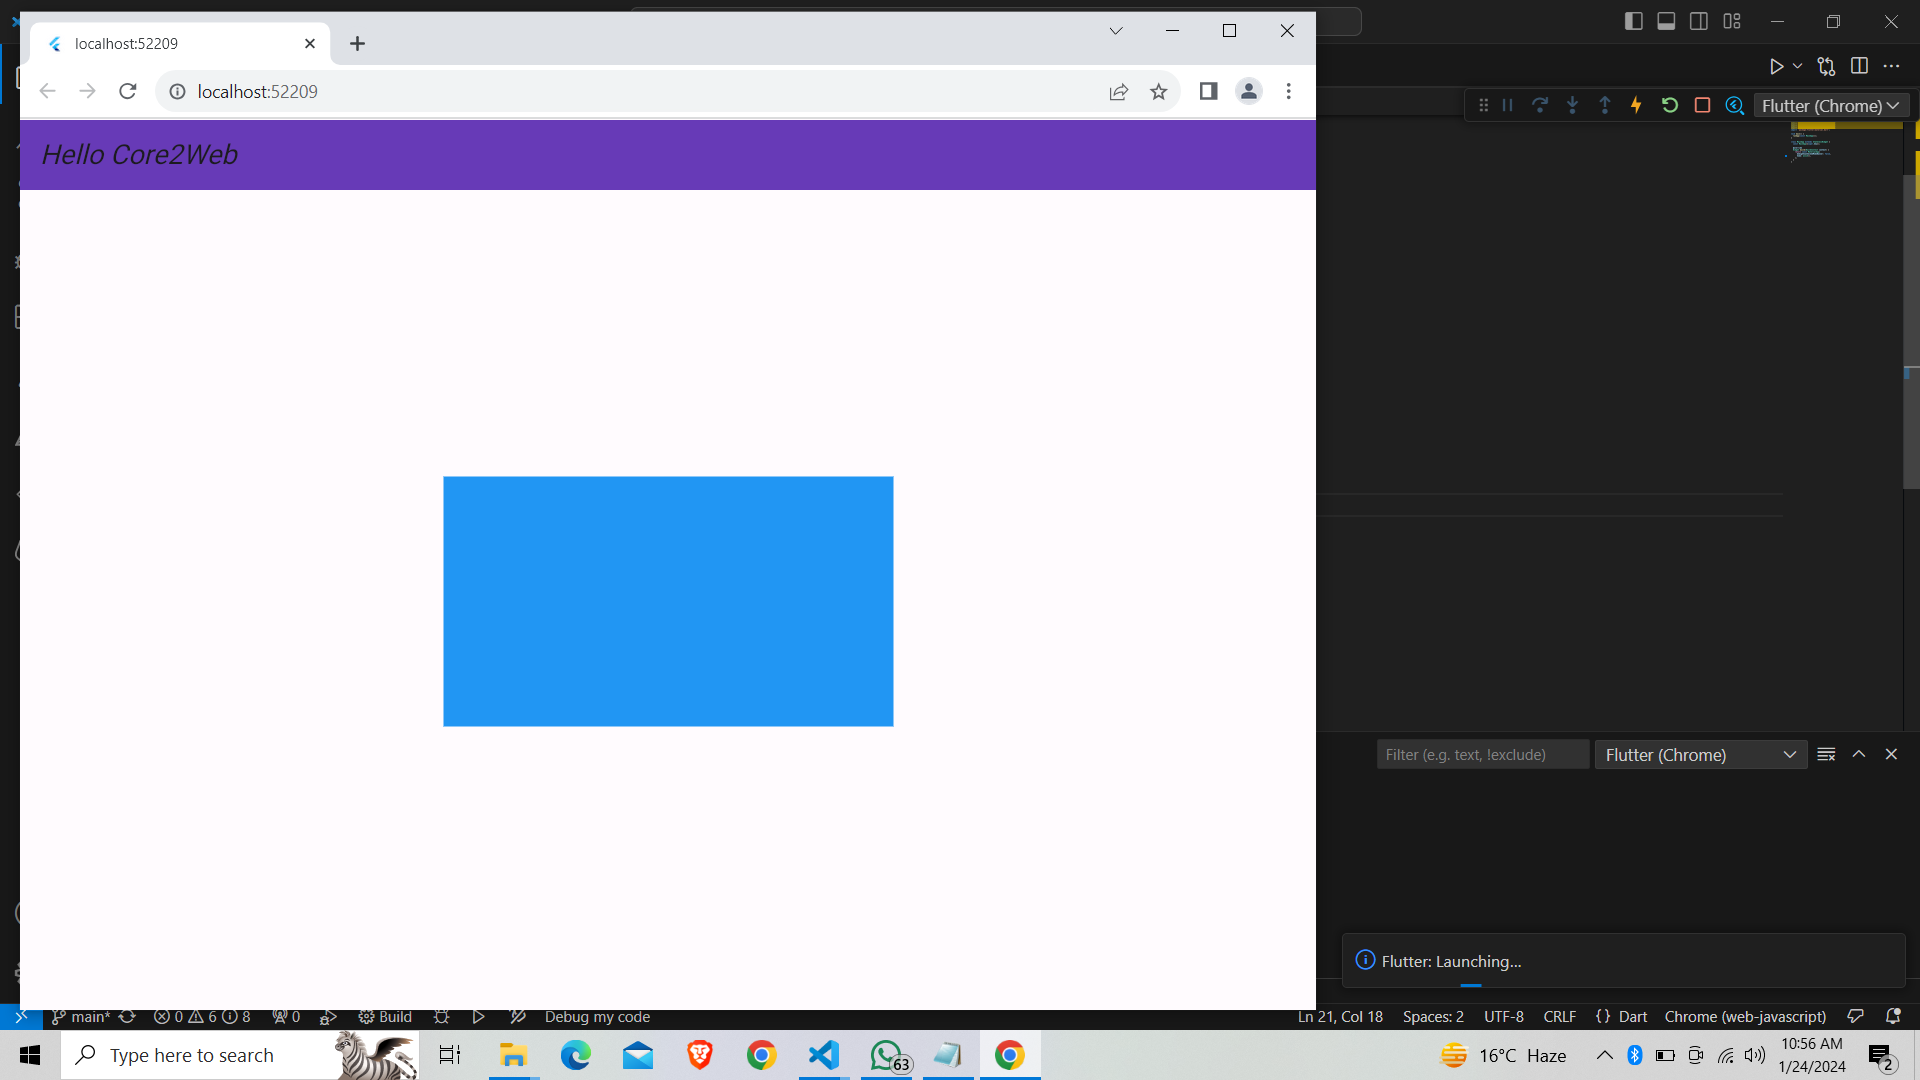 localhost:52209
localhost:52209
Flutter (Chrome)
Hello Core2Web
Filter (e.g. text, !exclude)
Flutter (Chrome)
Flutter: Launching...
main* 0 6 8 0 Build Debug my code Ln 21, Col 18 Spaces: 2 UTF-8 CRLF {} Dart Chrome (web-javascript)
Type here to search
63
16°C Haze
10:56 AM
1/24/2024
2